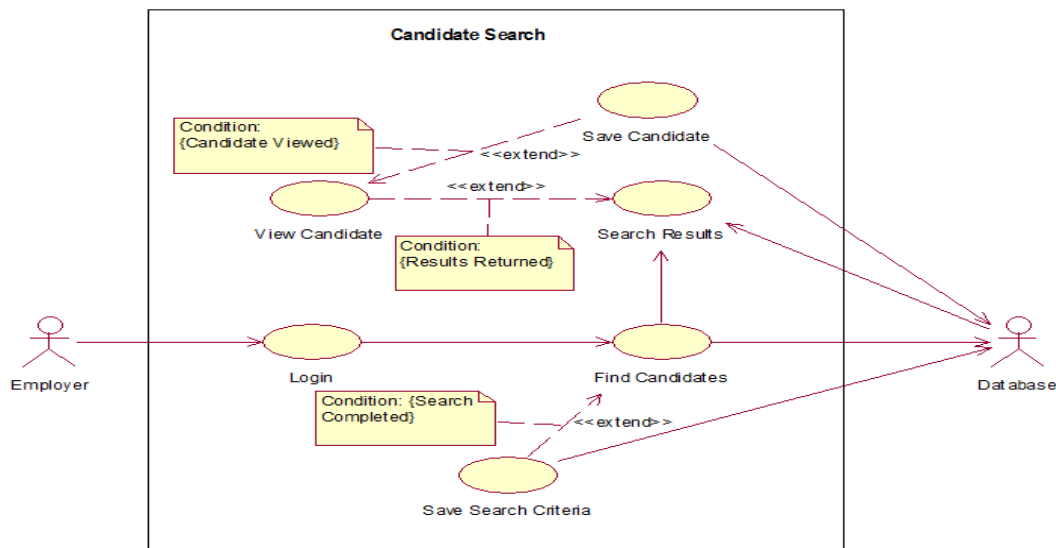 Candidate Search
Condition:
{Candidate Viewed}
Save Candidate
<<extend>>
<<extend>>
View Candidate
Search Results
Condition:
{Results Returned}
Employer
Login
Find Candidates
Database
Condition: {Search
Completed}
<<extend>>
Save Search Criteria